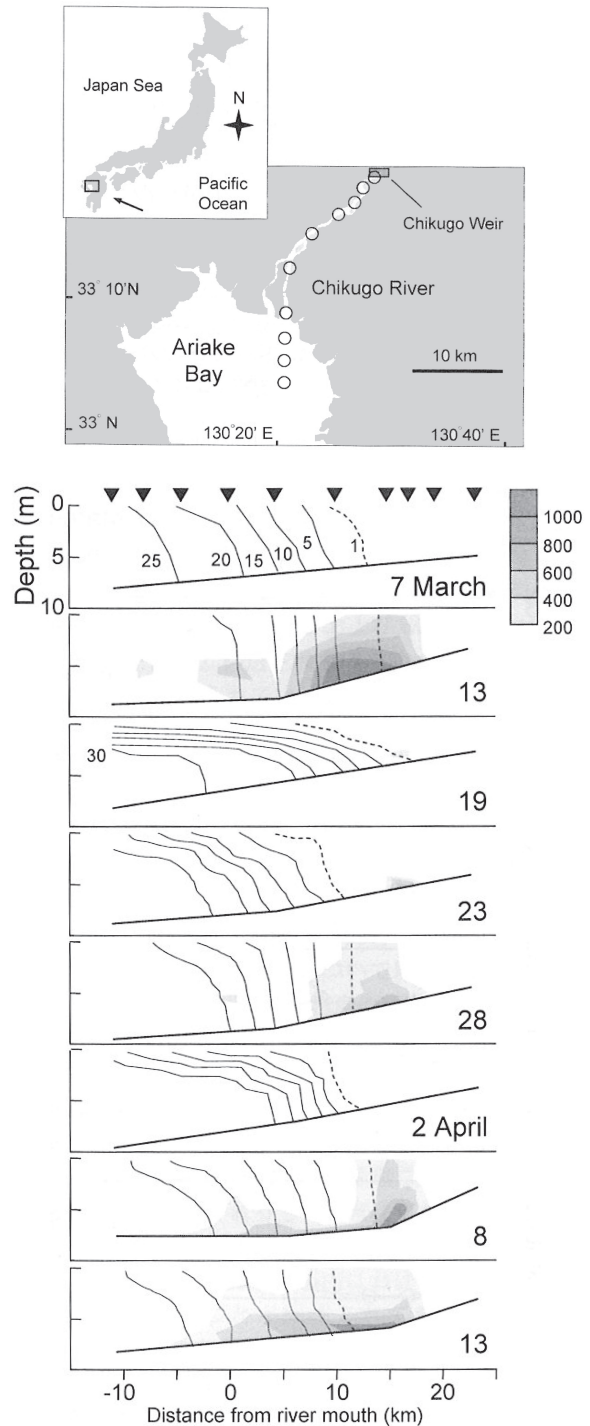 Japan Sea
N
Pacific
Ocean
Chikugo Weir
33° 10'N
Chikugo River
Ariake
Bay
10 km
33° N
130° 20' E
130° 40' E
Depth (m)
0
5
10
25
20
15
10
5
1
7 March
1000
800
600
400
200
13
30
19
23
28
2 April
8
13
-10
0
10
20
Distance from river mouth (km)